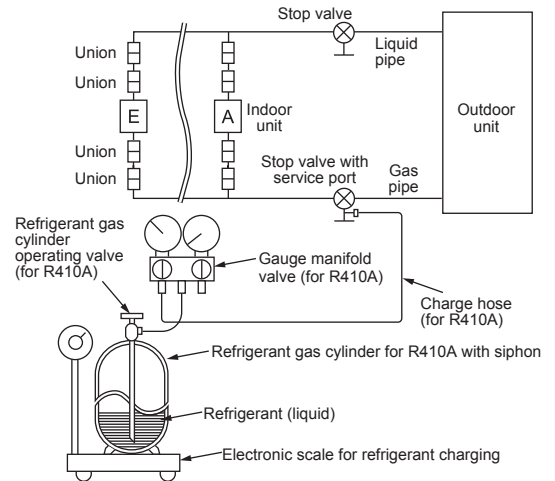 Stop valve
Liquid
pipe
Union
Union
E
A
Indoor
unit
Outdoor
unit
Union
Union
Stop valve with
service port
Gas
pipe
Refrigerant gas
cylinder
operating valve
(for R410A)
Gauge manifold
valve (for R410A)
Charge hose
(for R410A)
Refrigerant gas cylinder for R410A with siphon
Refrigerant (liquid)
Electronic scale for refrigerant charging